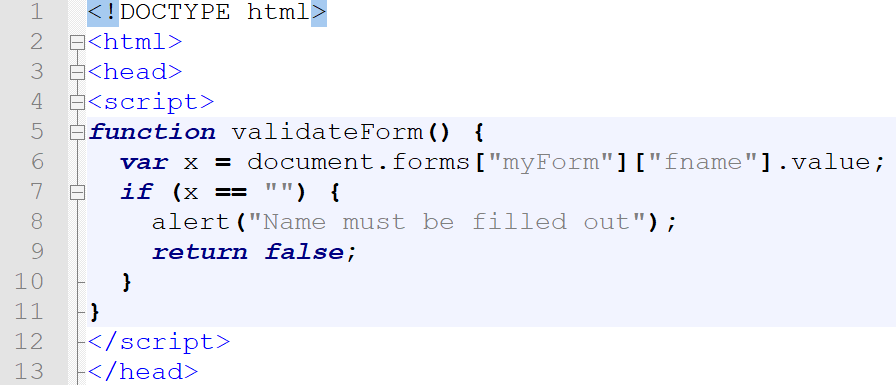 1 <!DOCTYPE html>
2 <html>
3 <head>
4 <script>
5 function validateForm() {
6   var x = document.forms["myForm"]["fname"].value;
7   if (x == "") {
8     alert("Name must be filled out");
9     return false;
10   }
11 }
12 </script>
13 </head>